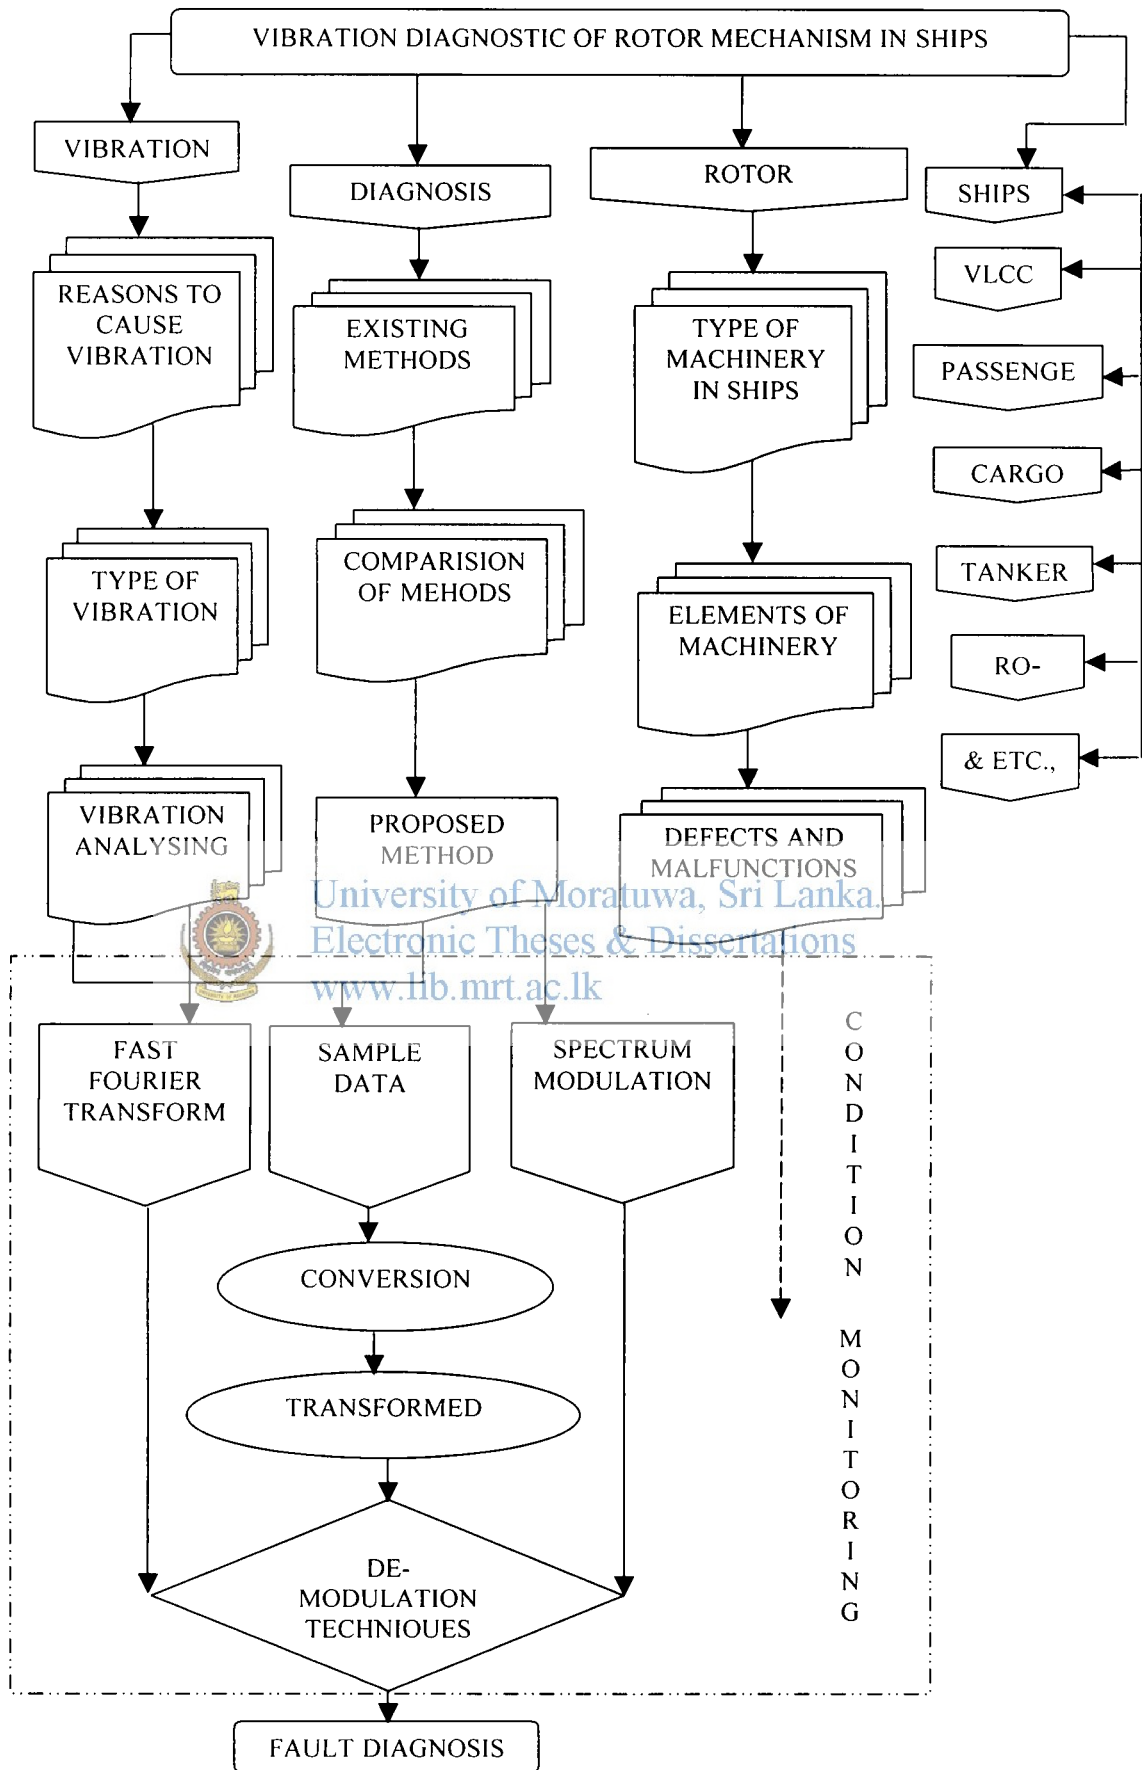 VIBRATION DIAGNOSTIC OF ROTOR MECHANISM IN SHIPS
VIBRATION
DIAGNOSIS
ROTOR
SHIPS
VLCC
PASSENGE
CARGO
TANKER
RO-
& ETC.,
REASONS TO
CAUSE
VIBRATION
EXISTING
METHODS
TYPE OF
MACHINERY
IN SHIPS
TYPE OF
VIBRATION
COMPARISION
OF MEHODS
ELEMENTS OF
MACHINERY
VIBRATION
ANALYSING
PROPOSED
METHOD
DEFECTS AND
MALFUNCTIONS
University of Moratuwa, Sri Lanka.
Electronic Theses & Dissertations
www.lib.mrt.ac.lk
FAST
FOURIER
TRANSFORM
SAMPLE
DATA
SPECTRUM
MODULATION
CONDITION
MONITORING
CONVERSION
TRANSFORMED
DE-
MODULATION
TECHNIOUES
FAULT DIAGNOSIS